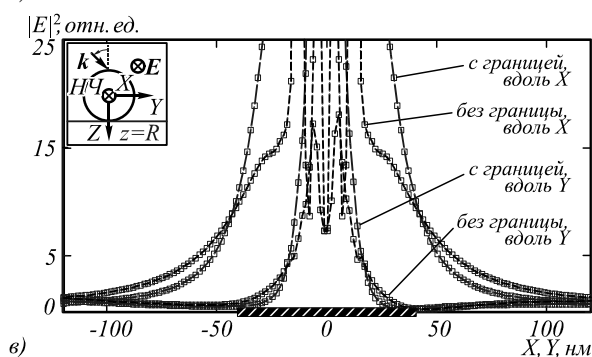 |E|², отн. ед.
25
15
5
0
k
E
НЧ
X
Y
Z
z=R
с границей,
вдоль X
без границы,
вдоль X
с границей,
вдоль Y
без границы,
вдоль Y
-100
-50
0
50
100
в)
X, Y, нм